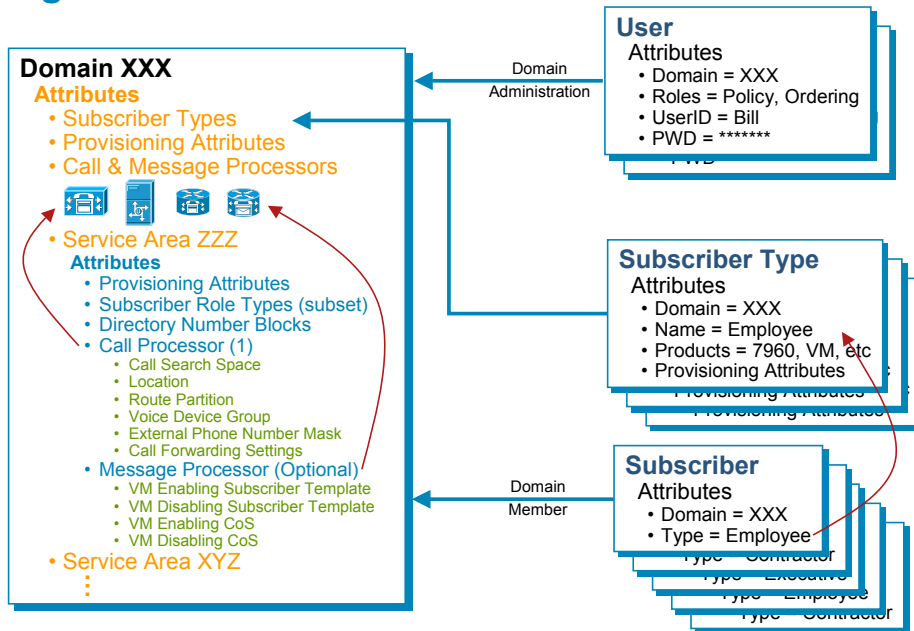 Domain XXX
Attributes
• Subscriber Types
• Provisioning Attributes
• Call & Message Processors
• Service Area ZZZ
Attributes
• Provisioning Attributes
• Subscriber Role Types (subset)
• Directory Number Blocks
• Call Processor (1)
• Call Search Space
• Location
• Route Partition
• Voice Device Group
• External Phone Number Mask
• Call Forwarding Settings
• Message Processor (Optional)
• VM Enabling Subscriber Template
• VM Disabling Subscriber Template
• VM Enabling CoS
• VM Disabling CoS
• Service Area XYZ
Domain
Administration
User
Attributes
• Domain = XXX
• Roles = Policy, Ordering
• UserID = Bill
• PWD = *******
Subscriber Type
Attributes
• Domain = XXX
• Name = Employee
• Products = 7960, VM, etc
• Provisioning Attributes
Provisioning Attributes
Provisioning Attributes
Domain
Member
Subscriber
Attributes
• Domain = XXX
• Type = Employee
Type = Contractor
Type = Executive
Type = Employee
Type = Contractor